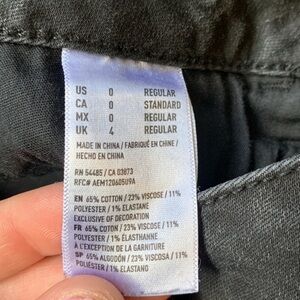 US 0 REGULAR
CA 0 STANDARD
MX 0 REGULAR
UK 4 REGULAR
MADE IN CHINA / FABRIQUÉ EN CHINE /
HECHO EN CHINA
RN 54485 / CA 03873
RFC# AEM120605U9A
EN 65% COTTON / 23% VISCOSE / 11%
POLYESTER / 1% ELASTANE
EXCLUSIVE OF DECORATION
FR 65% COTON / 23% VISCOSE / 11%
POLYESTER / 1% ÉLASTHANNE
À L'EXCEPTION DE LA GARNITURE
SP 65% ALGODÓN / 23% VISCOSA / 11%
POLIÉSTER / 1% ELASTANO